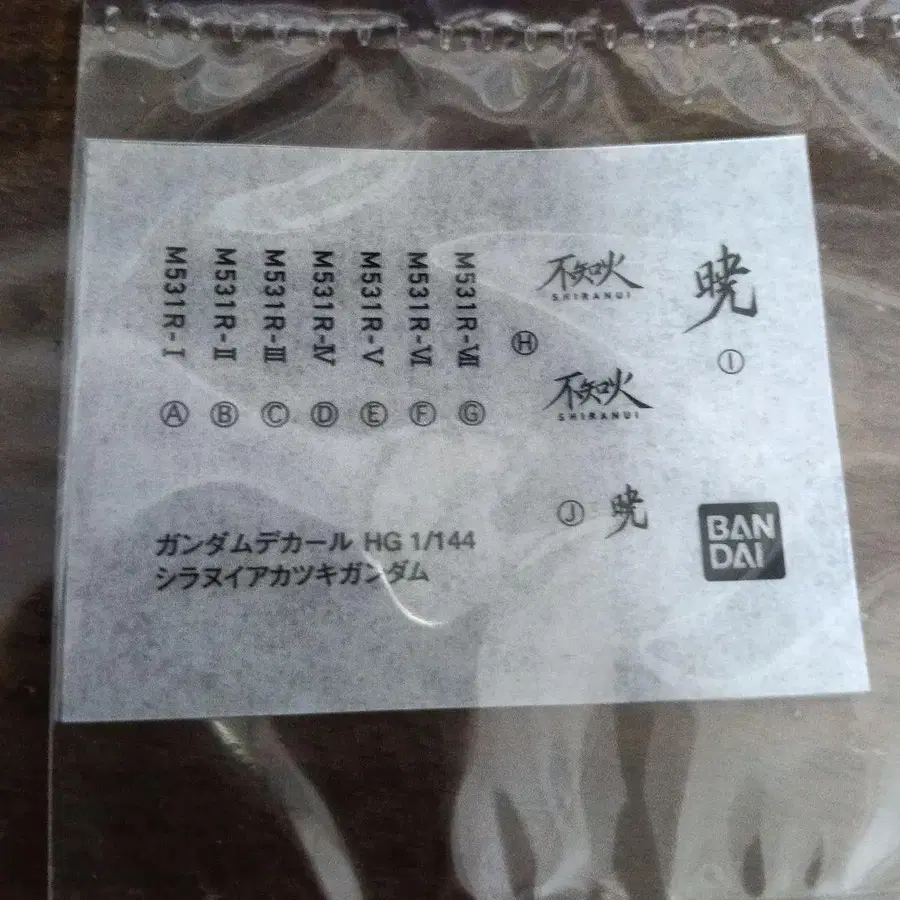 M531R-Ⅰ
M531R-Ⅱ
M531R-Ⅲ
M531R-Ⅳ
M531R-Ⅴ
M531R-Ⅵ
M531R-Ⅶ
Ⓐ Ⓑ Ⓒ Ⓓ Ⓔ Ⓕ Ⓖ
不知火
SHIRANUI
Ⓗ
不知火
SHIRANUI
暁
Ⓘ
Ⓙ 暁
ガンダムデカール HG 1/144
シラヌイアカツキガンダム
BAN
DAI